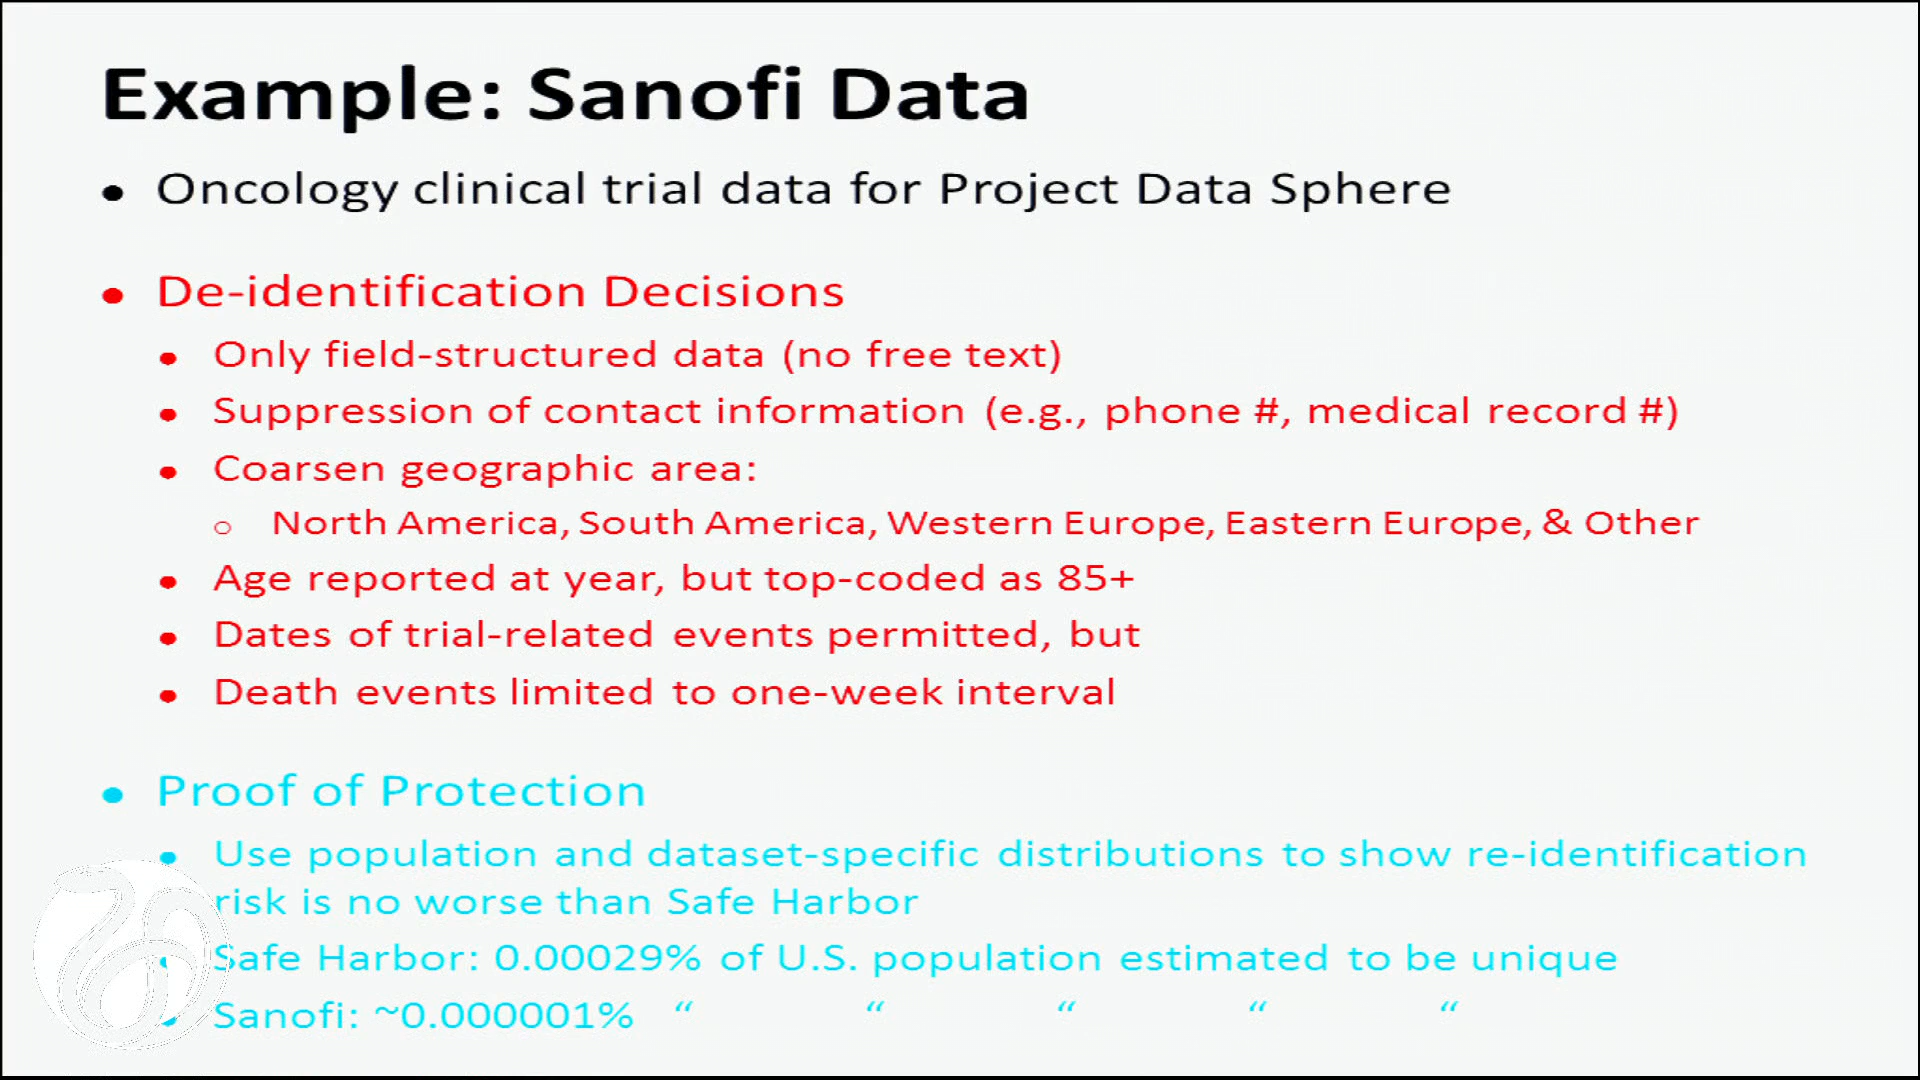 Example: Sanofi Data
• Oncology clinical trial data for Project Data Sphere
• De-identification Decisions
• Only field-structured data (no free text)
• Suppression of contact information (e.g., phone #, medical record #)
• Coarsen geographic area:
○ North America, South America, Western Europe, Eastern Europe, & Other
• Age reported at year, but top-coded as 85+
• Dates of trial-related events permitted, but
• Death events limited to one-week interval
• Proof of Protection
• Use population and dataset-specific distributions to show re-identification
risk is no worse than Safe Harbor
• Safe Harbor: 0.00029% of U.S. population estimated to be unique
• Sanofi: ~0.000001% “ “ “ “ “